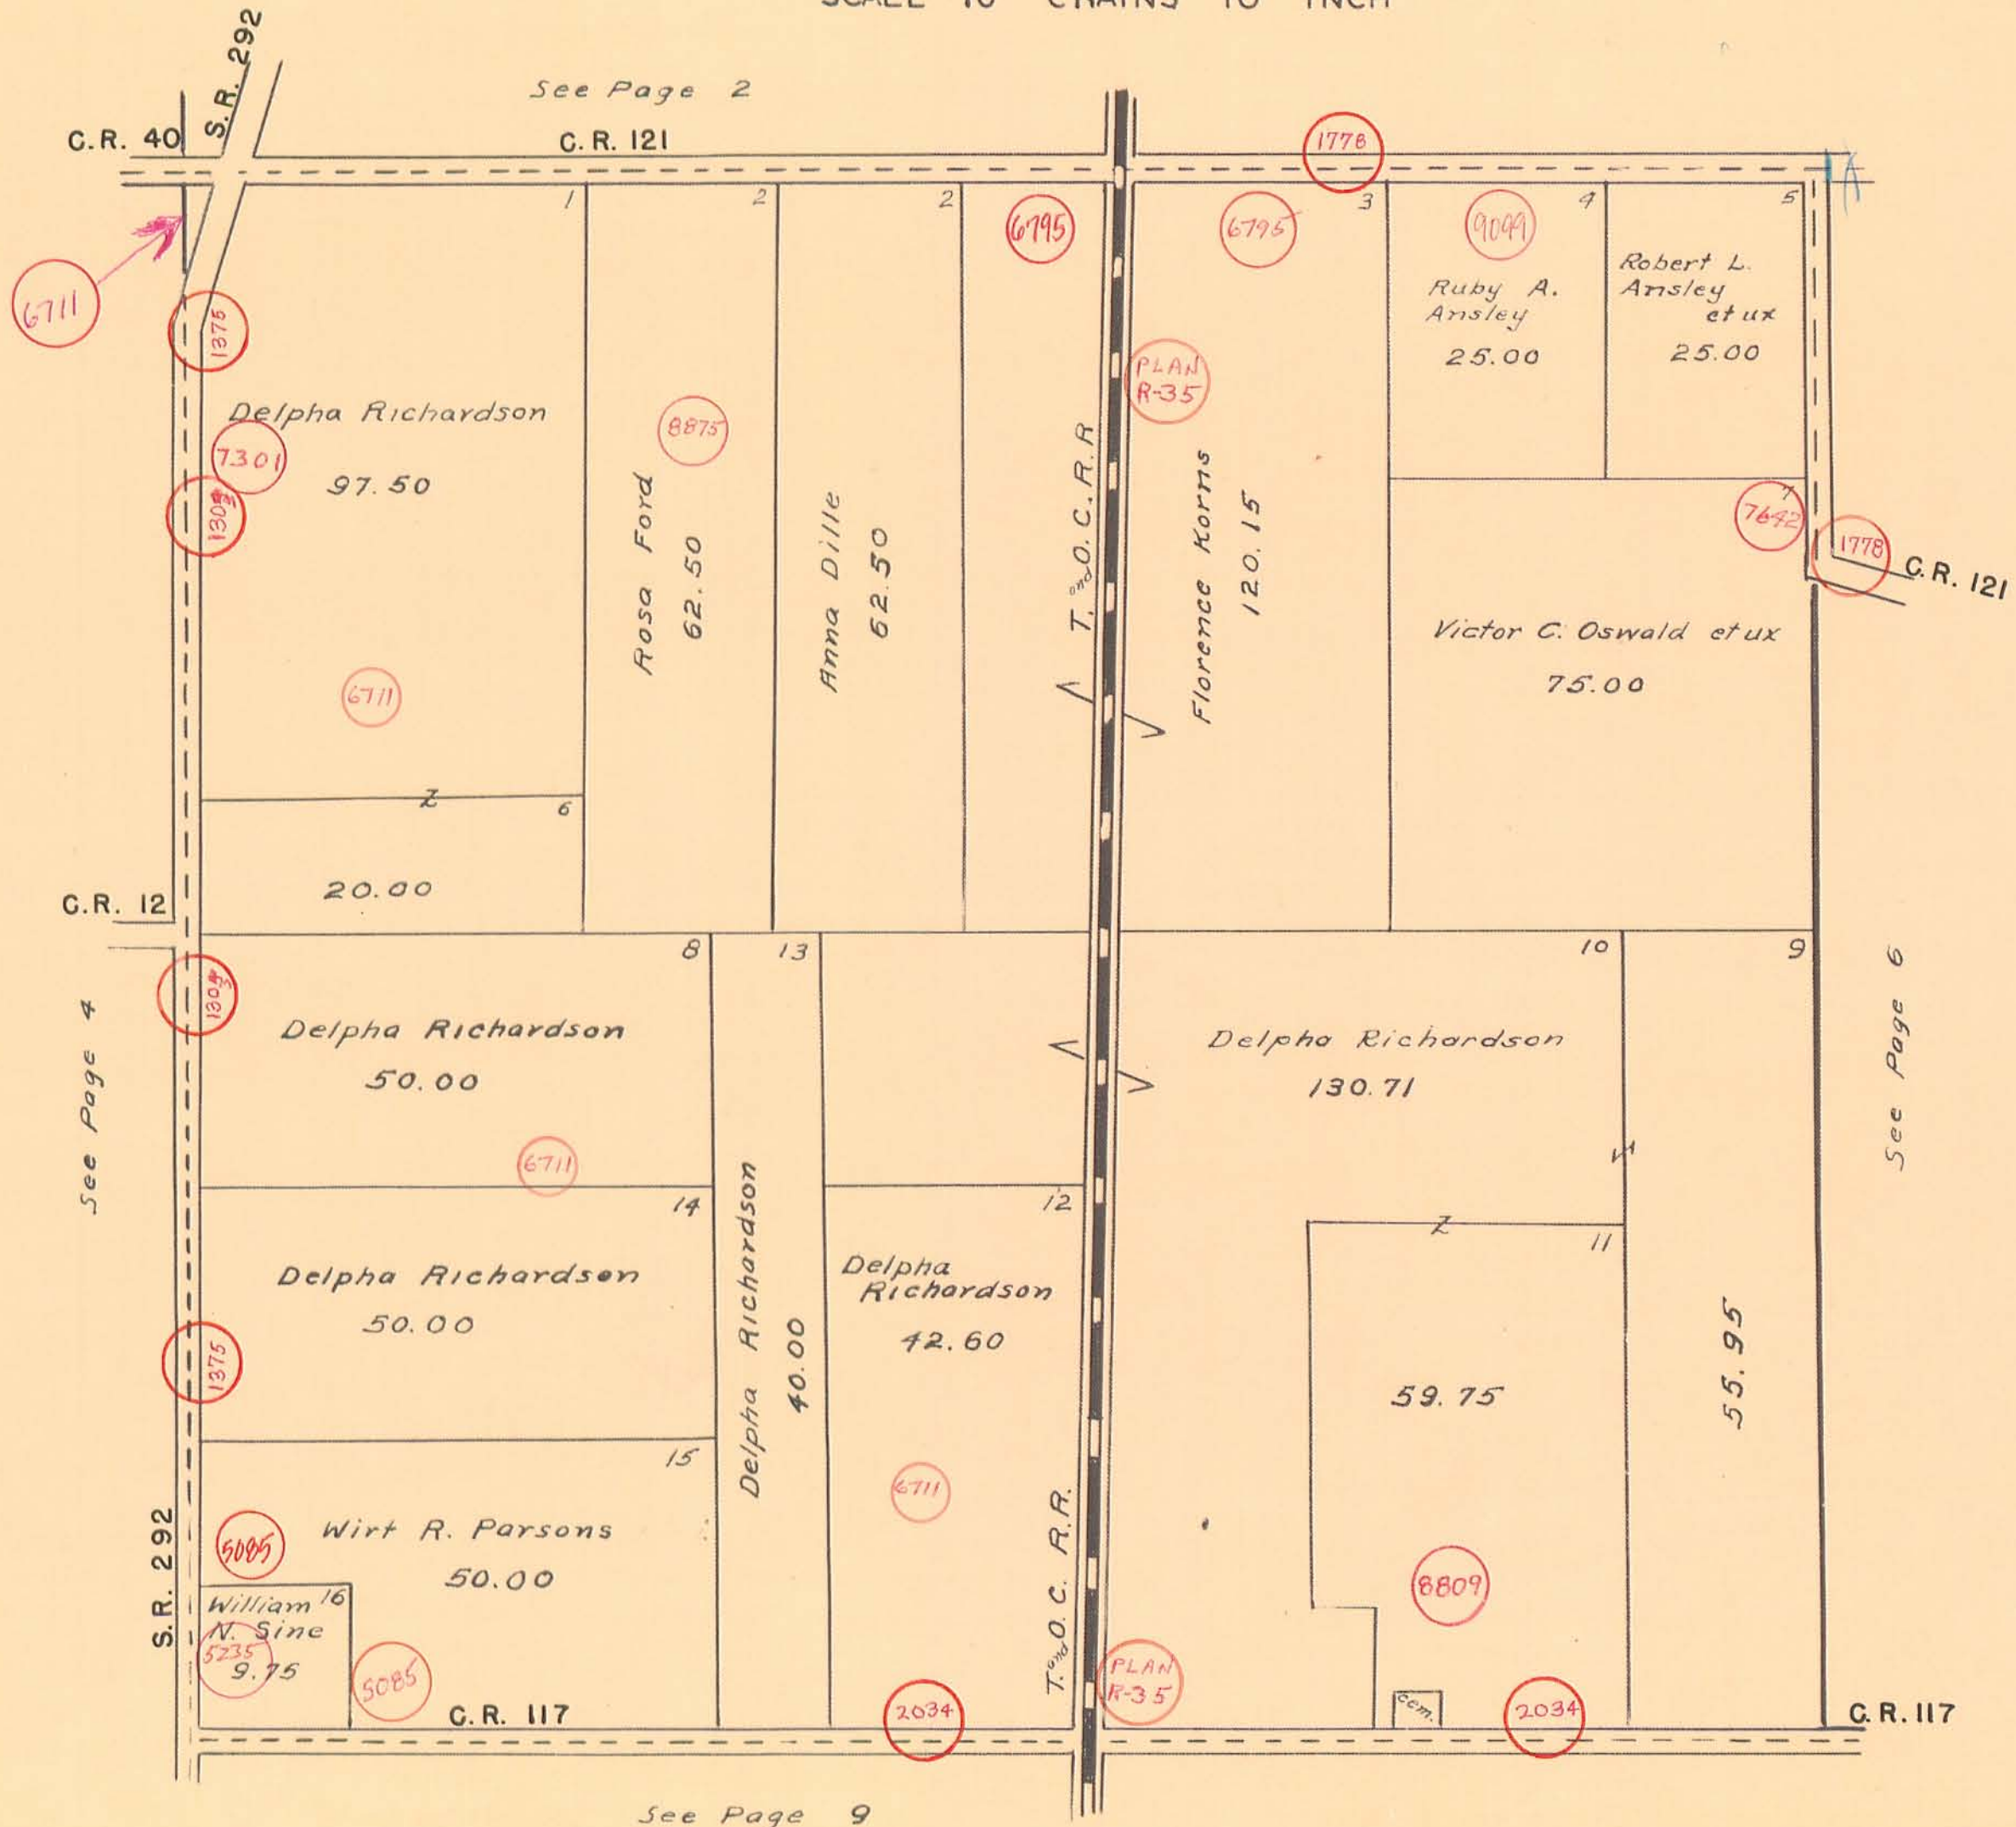 SCALE 10 CHAINS TO INCH
S.R. 292
See Page 2
C.R. 40
C.R. 121
1778
1
2
2
3
4
5
6795
6795
9099
6711
Ruby A.
Ansley
25.00
Robert L.
Ansley
et ux
25.00
1375
PLAN
R-35
Delpha Richardson
7301
97.50
8875
Rosa Ford
62.50
Anna Dille
62.50
T. and O. C. R. R
Florence Korns
120.15
7
7642
1778
C.R. 121
Victor C. Oswald et ux
75.00
6711
Z
6
20.00
C.R. 12
8
13
10
9
See Page 4
Delpha Richardson
50.00
Delpha Richardson
130.71
See Page 6
6711
14
12
Z
Z
11
Delpha Richardson
50.00
Delpha Richardson
40.00
Delpha
Richardson
42.60
1375
59.75
55.95
15
6711
S.R. 292
5085
Wirt R. Parsons
50.00
T. and O. C. R.R.
8809
William 16
N. Sine
5235
9.75
5085
PLAN
R-35
C.R. 117
2034
cem.
2034
C.R. 117
See Page 9